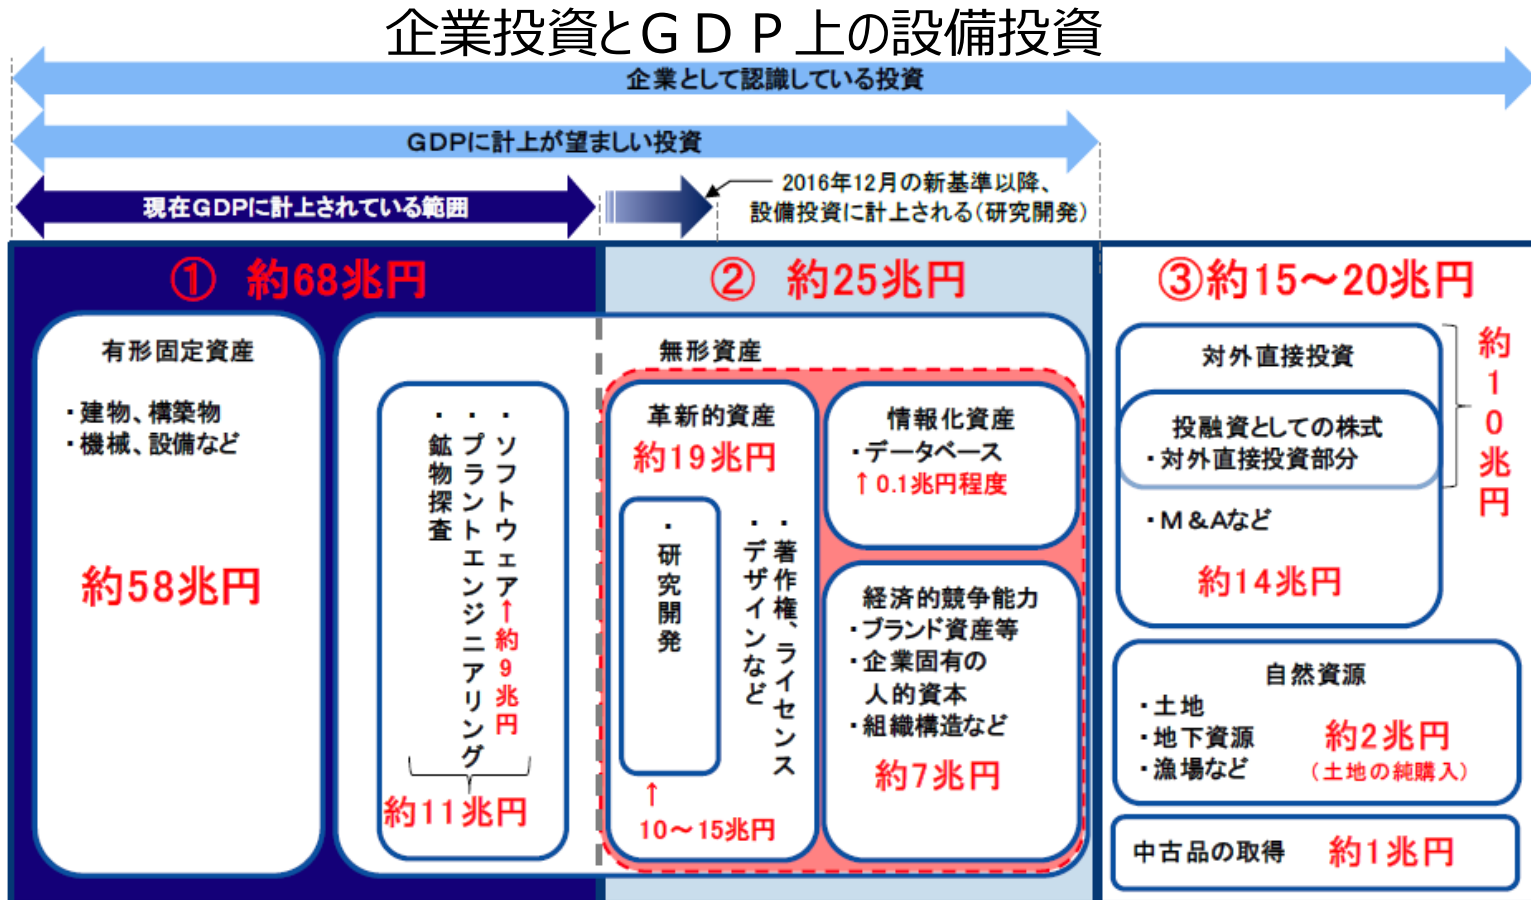 企業投資とGDP上の設備投資
企業として認識している投資
GDPに計上が望ましい投資
現在GDPに計上されている範囲
2016年12月の新基準以降、
設備投資に計上される(研究開発)
① 約68兆円
有形固定資産
・建物、構築物
・機械、設備など
約58兆円
無形資産
・ソフトウェア↑約9兆円
・プラントエンジニアリング
・鉱物探査
約11兆円
② 約25兆円
革新的資産
約19兆円
・研究開発
・著作権、ライセンス
・デザインなど
↑
10～15兆円
情報化資産
・データベース
↑0.1兆円程度
経済的競争能力
・ブランド資産等
・企業固有の
人的資本
・組織構造など
約7兆円
③約15～20兆円
対外直接投資
投融資としての株式
・対外直接投資部分
約10兆円
・M&Aなど
約14兆円
自然資源
・土地
・地下資源
・漁場など
約2兆円
(土地の純購入)
中古品の取得 約1兆円